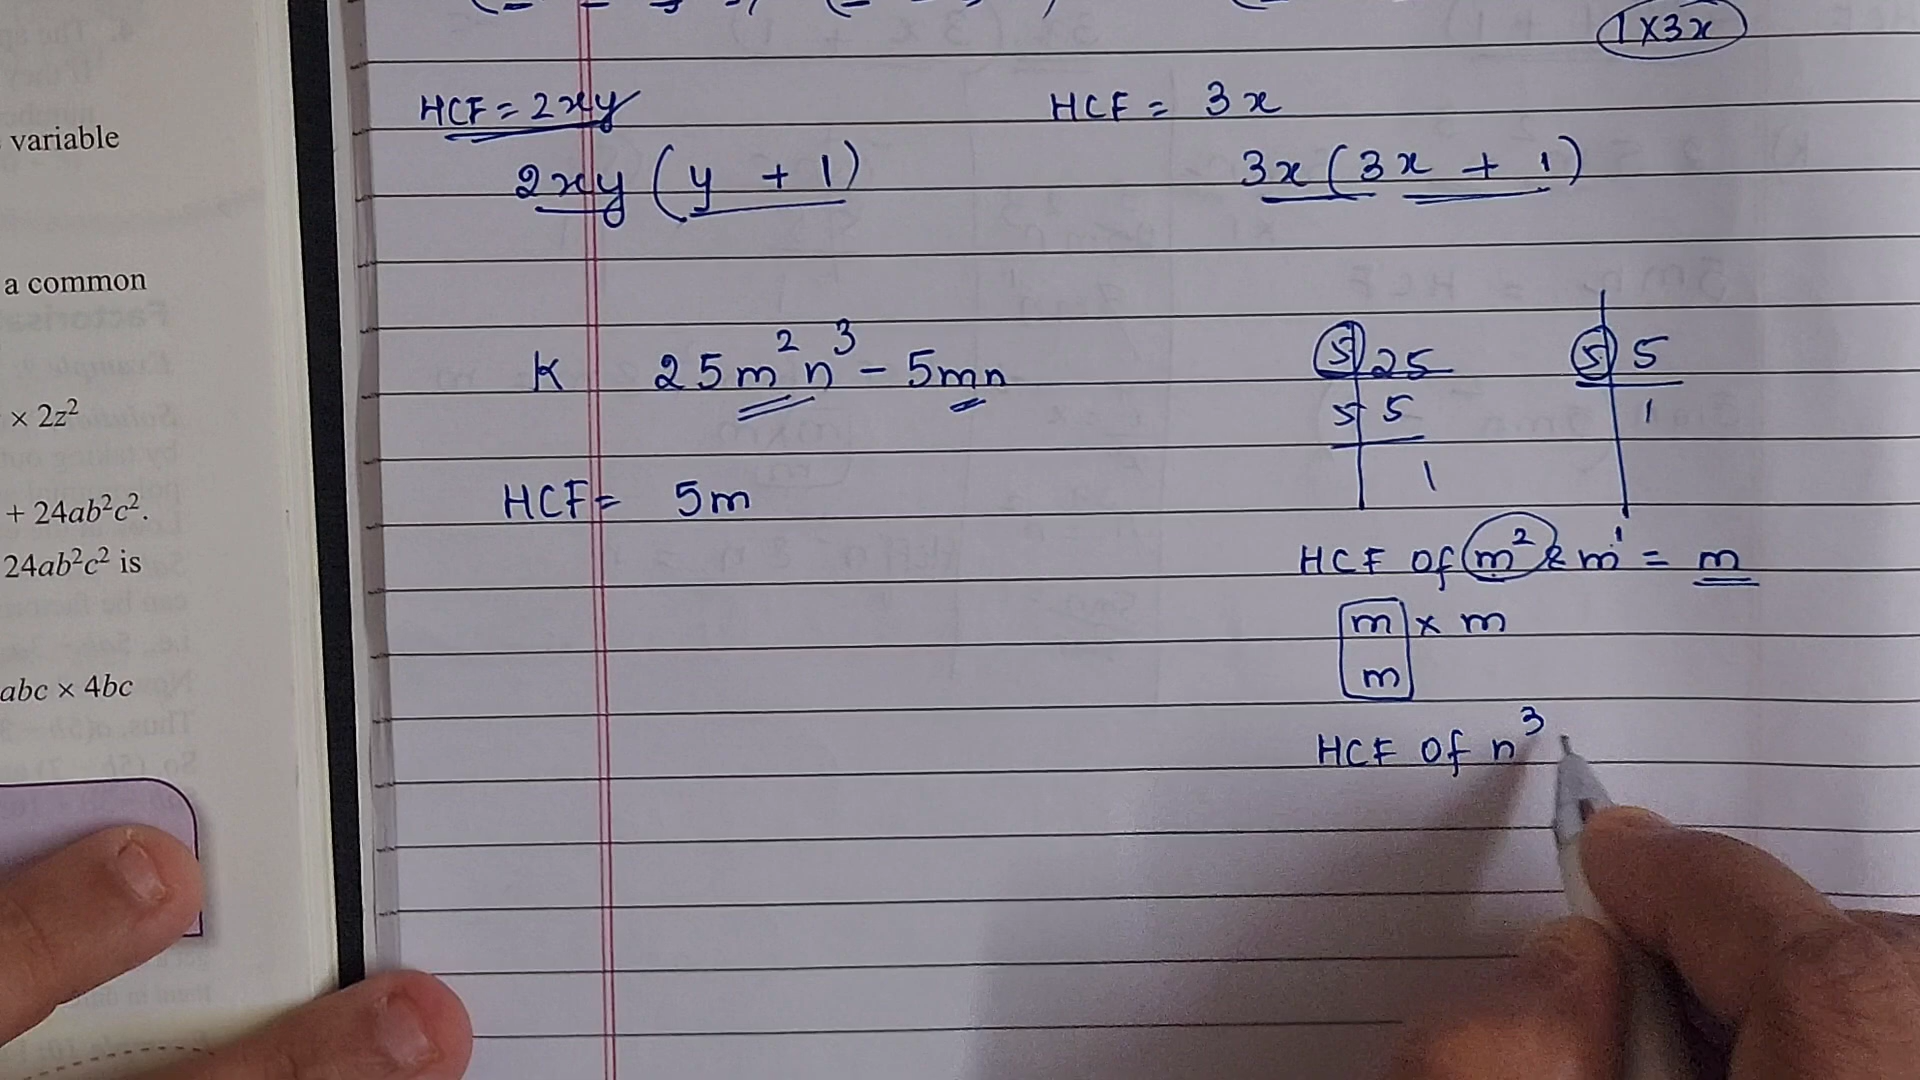 1×3x
HCF = 2xy
HCF = 3x
2xy (y + 1)
3x (3x + 1)
K 25m²n³ - 5mn
5 25
5 5
1
5 5
1
HCF = 5m
HCF of m² & m¹ = m
m × m
m
HCF of n³
variable
a common
× 2z²
+ 24ab²c².
24ab²c² is
abc × 4bc